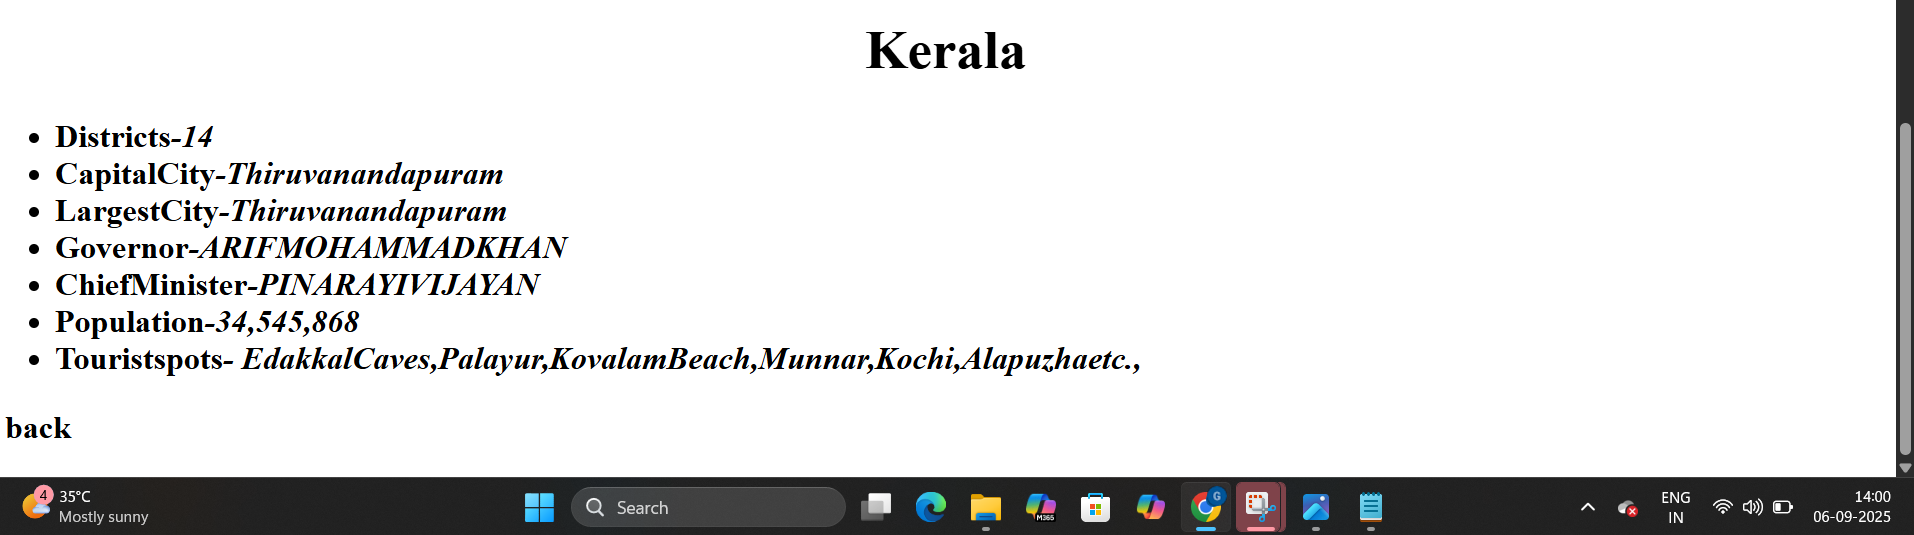 Kerala
Districts-14
CapitalCity-Thiruvanandapuram
LargestCity-Thiruvanandapuram
Governor-ARIFMOHAMMADKHAN
ChiefMinister-PINARAYIVIJAYAN
Population-34,545,868
Touristspots- EdakkalCaves,Palayur,KovalamBeach,Munnar,Kochi,Alapuzhaetc.,
back
4
35°C
Mostly sunny
Search
M365
G
ENG
IN
14:00
06-09-2025